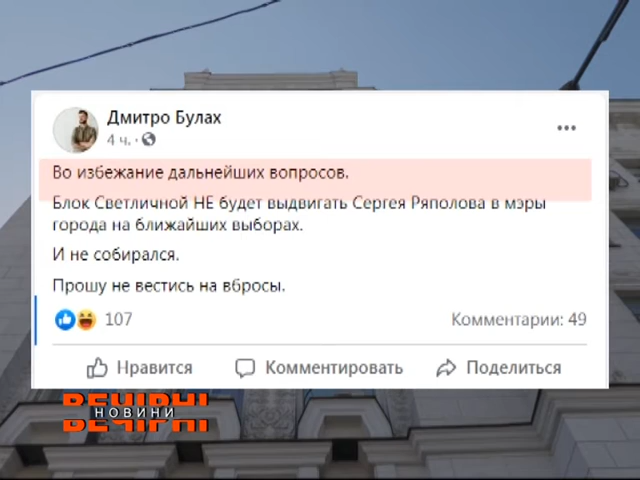 Дмитро Булах
4 ч. ·
Во избежание дальнейших вопросов.
Блок Светличной НЕ будет выдвигать Сергея Ряполова в мэры
города на ближайших выборах.
И не собирался.
Прошу не вестись на вбросы.
107
Комментарии: 49
Нравится
Комментировать
Поделиться
ВЕЧІРНІ
НОВИНИ